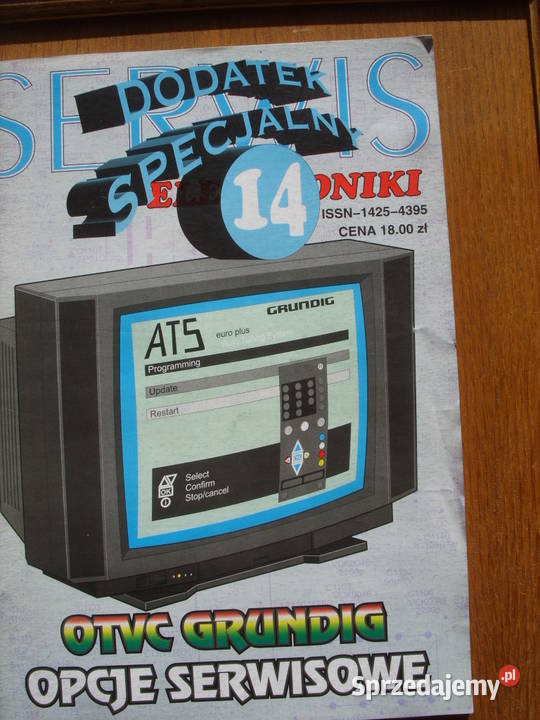 SERWIS
DODATEK
SPECJALNY
14
ELEKTRONIKI
ISSN-1425-4395
CENA 18.00 zł
GRUNDIG
ATS euro plus
Programming
Update
Restart
Select
OK Confirm
Stop/cancel
OTVC GRUNDIG
OPCJE SERWISOWE
Sprzedajemy.pl